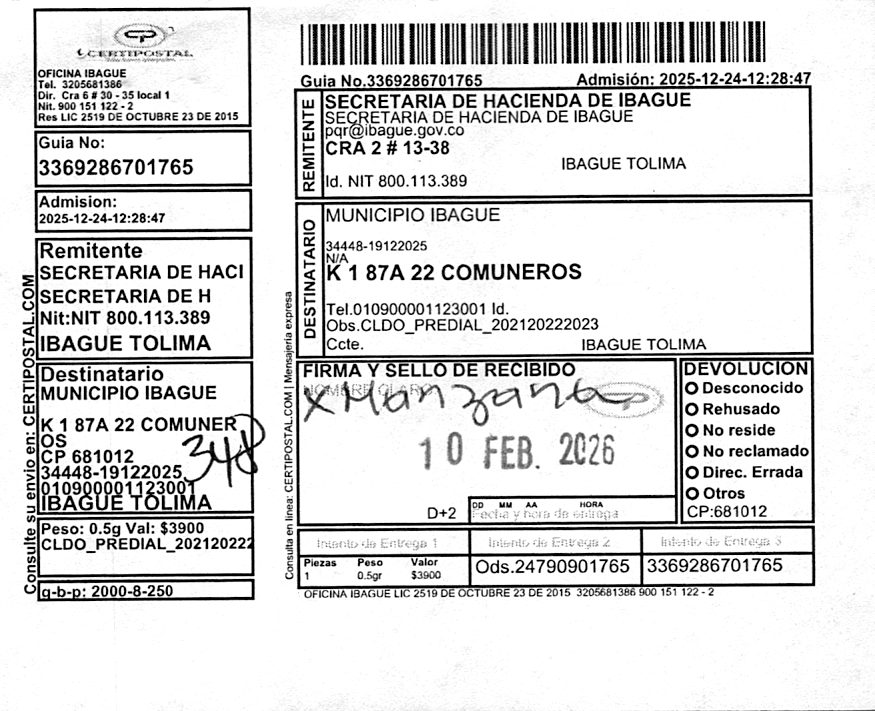 CERTIPOSTAL
OFICINA IBAGUE
Tel. 3205681386
Dir. Cra 6 # 30 - 35 local 1
Nit. 900 151 122 - 2
Res LIC 2519 DE OCTUBRE 23 DE 2015
Guia No:
3369286701765
Admision:
2025-12-24-12:28:47
Remitente
SECRETARIA DE HACI
SECRETARIA DE H
Nit:NIT 800.113.389
IBAGUE TOLIMA
Destinatario
MUNICIPIO IBAGUE
K 1 87A 22 COMUNER
OS
CP 681012
34448-19122025
010900001123001
IBAGUE TOLIMA
348
Peso: 0.5g Val: $3900
CLDO_PREDIAL_202120222
q-b-p: 2000-8-250
Consulte su envio en: CERTIPOSTAL.COM
Guia No.3369286701765
Admisión: 2025-12-24-12:28:47
REMITENTE
SECRETARIA DE HACIENDA DE IBAGUE
SECRETARIA DE HACIENDA DE IBAGUE
pqr@ibague.gov.co
CRA 2 # 13-38
IBAGUE TOLIMA
Id. NIT 800.113.389
DESTINATARIO
MUNICIPIO IBAGUE
34448-19122025
N/A
K 1 87A 22 COMUNEROS
Tel.010900001123001 Id.
Obs.CLDO_PREDIAL_202120222023
Ccte.
IBAGUE TOLIMA
Consulta en linea: CERTIPOSTAL.COM | Mensajería expresa
FIRMA Y SELLO DE RECIBIDO
NOMBRE CLARO
X Manzana
10 FEB. 2026
D+2
DD MM AA HORA
Fecha y hora de entrega
DEVOLUCION
Desconocido
Rehusado
No reside
No reclamado
Direc. Errada
Otros
CP:681012
Intento de Entrega 1
Intento de Entrega 2
Intento de Entrega 3
Piezas Peso Valor
1 0.5gr $3900
Ods.24790901765
3369286701765
OFICINA IBAGUE LIC 2519 DE OCTUBRE 23 DE 2015 3205681386 900 151 122 - 2